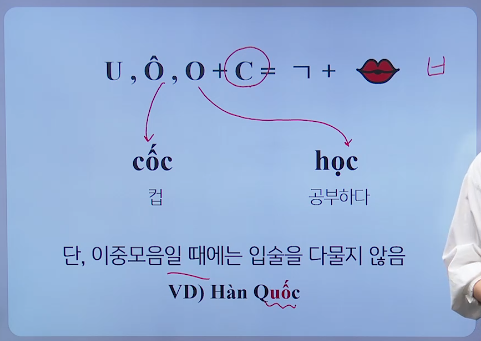 U , Ô , O + C = ㄱ + ㅂ
cốc học
컵 공부하다
단, 이중모음일 때에는 입술을 다물지 않음
VD) Hàn Quốc